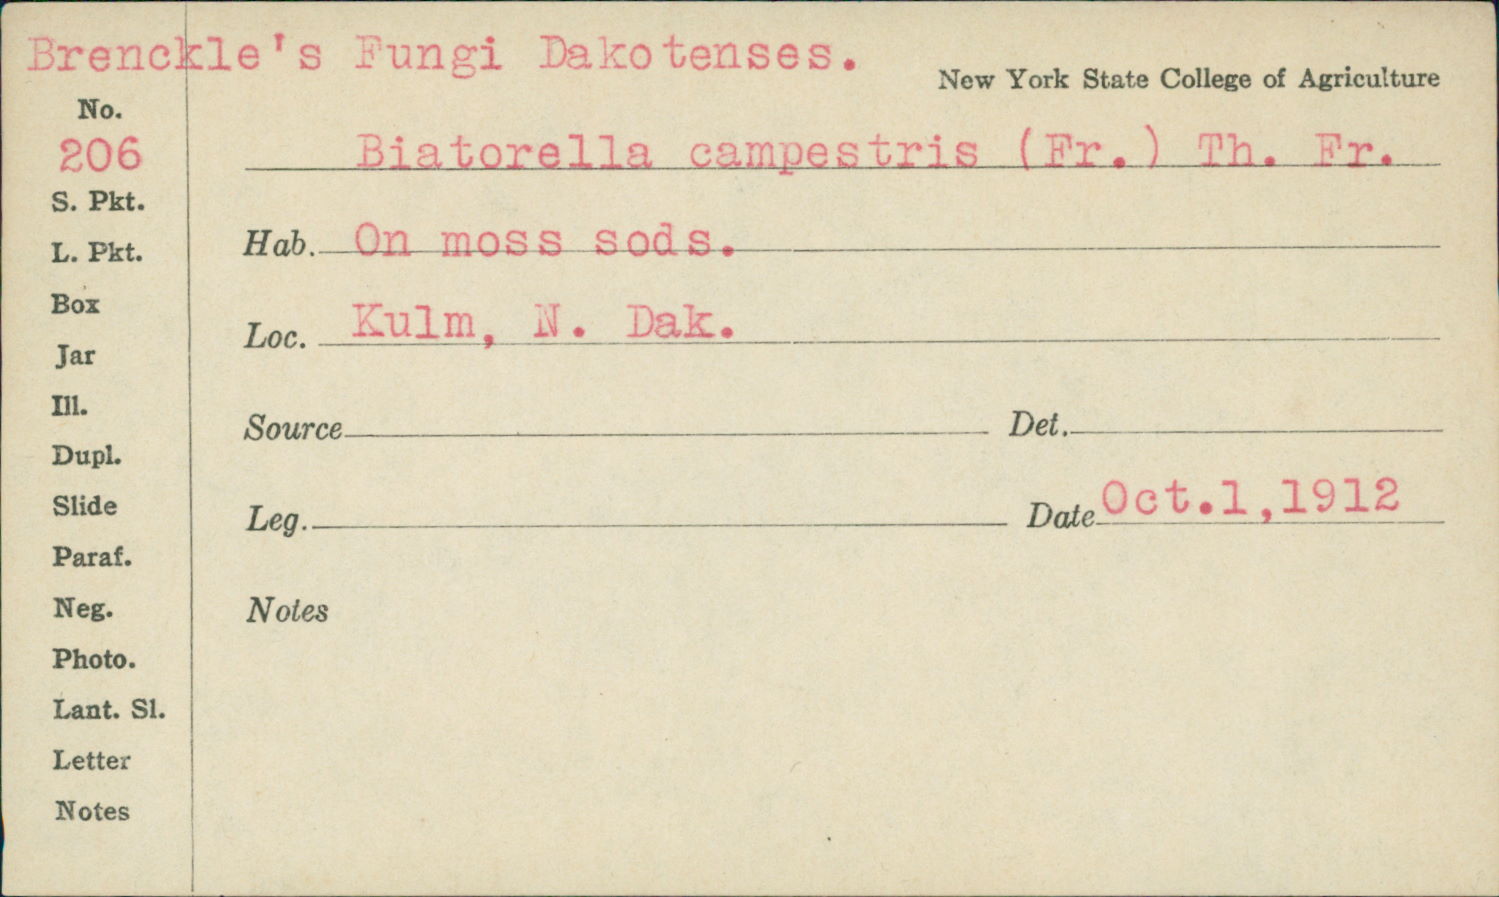 Brenckle's Fungi Dakotenses.
New York State College of Agriculture
No.
206
Biatorella campestris (Fr.) Th. Fr.
S. Pkt.
Hab. On moss sods.
L. Pkt.
Box
Loc. Kulm, N. Dak.
Jar
Ill.
Source Det.
Dupl.
Slide
Leg. Date Oct.1,1912
Paraf.
Neg.
Notes
Photo.
Lant. Sl.
Letter
Notes